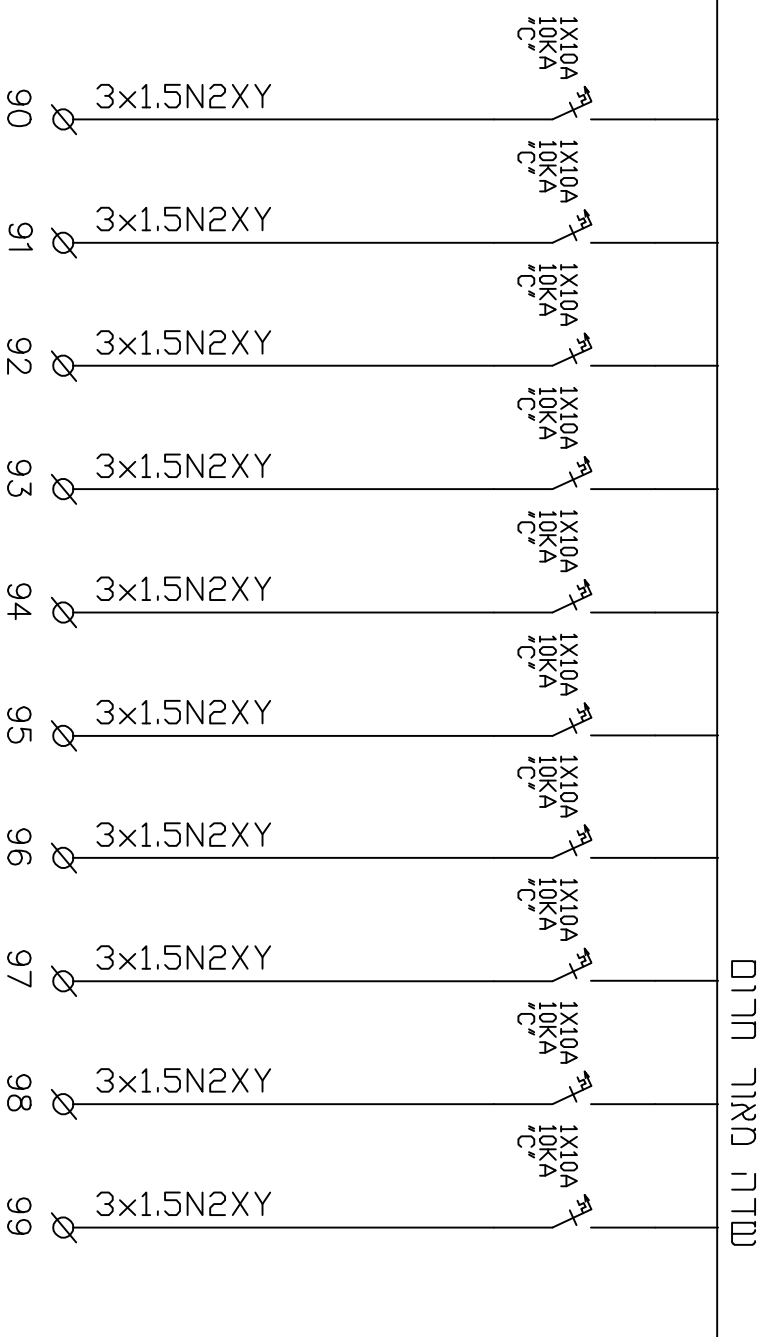 שדה מאור חרום
1X10A
10KA
"C"
3x1.5N2XY
90
1X10A
10KA
"C"
3x1.5N2XY
91
1X10A
10KA
"C"
3x1.5N2XY
92
1X10A
10KA
"C"
3x1.5N2XY
93
1X10A
10KA
"C"
3x1.5N2XY
94
1X10A
10KA
"C"
3x1.5N2XY
95
1X10A
10KA
"C"
3x1.5N2XY
96
1X10A
10KA
"C"
3x1.5N2XY
97
1X10A
10KA
"C"
3x1.5N2XY
98
1X10A
10KA
"C"
3x1.5N2XY
99